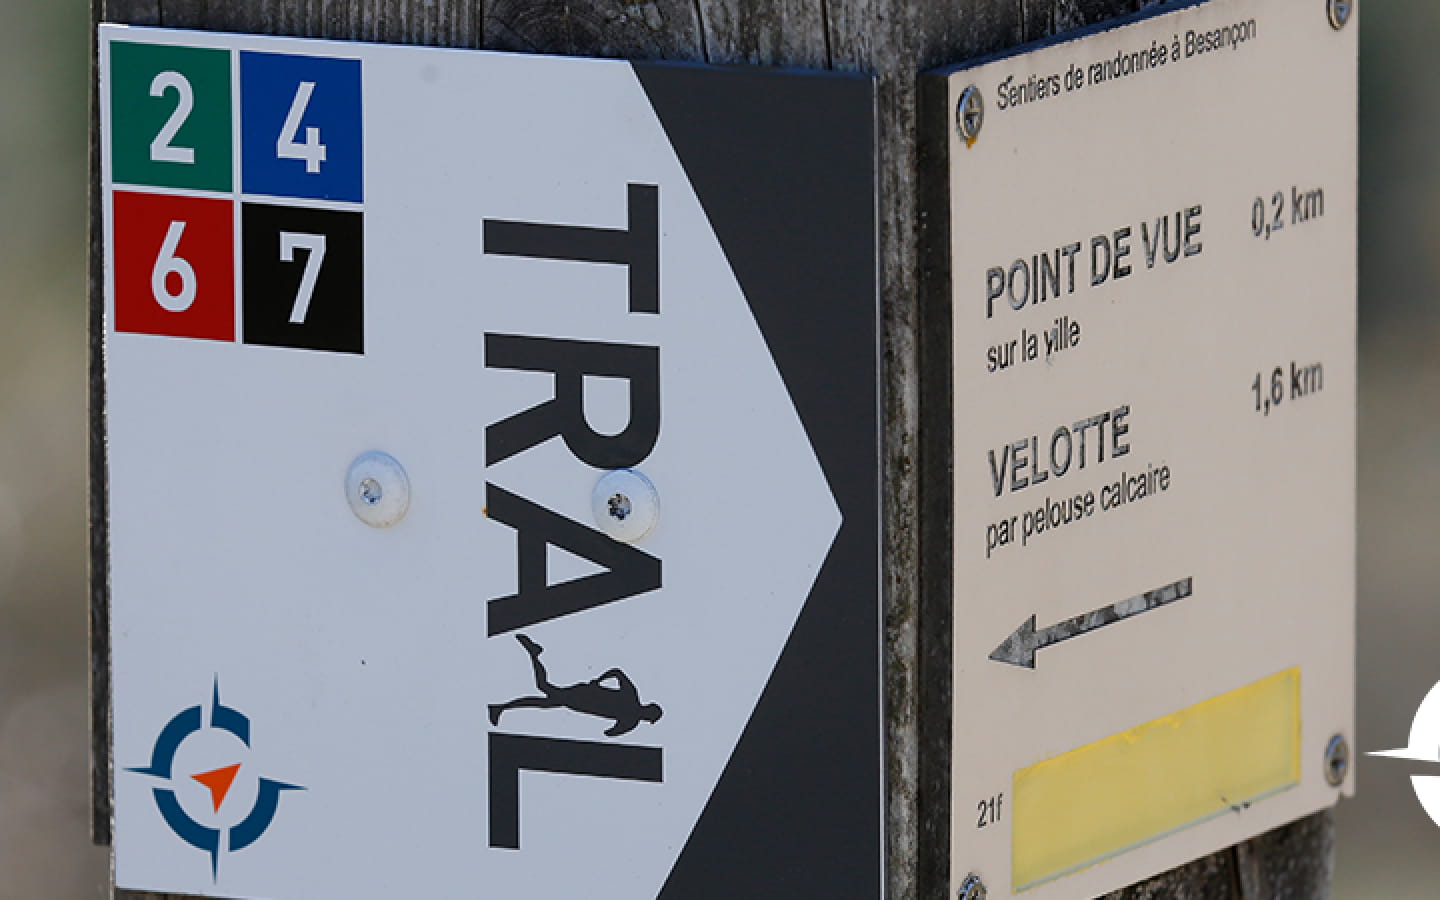 2 4
6 7
TRAIL
Sentiers de randonnée à Besançon
POINT DE VUE 0,2 km
sur la ville
VELOTTE 1,6 km
par pelouse calcaire
21f